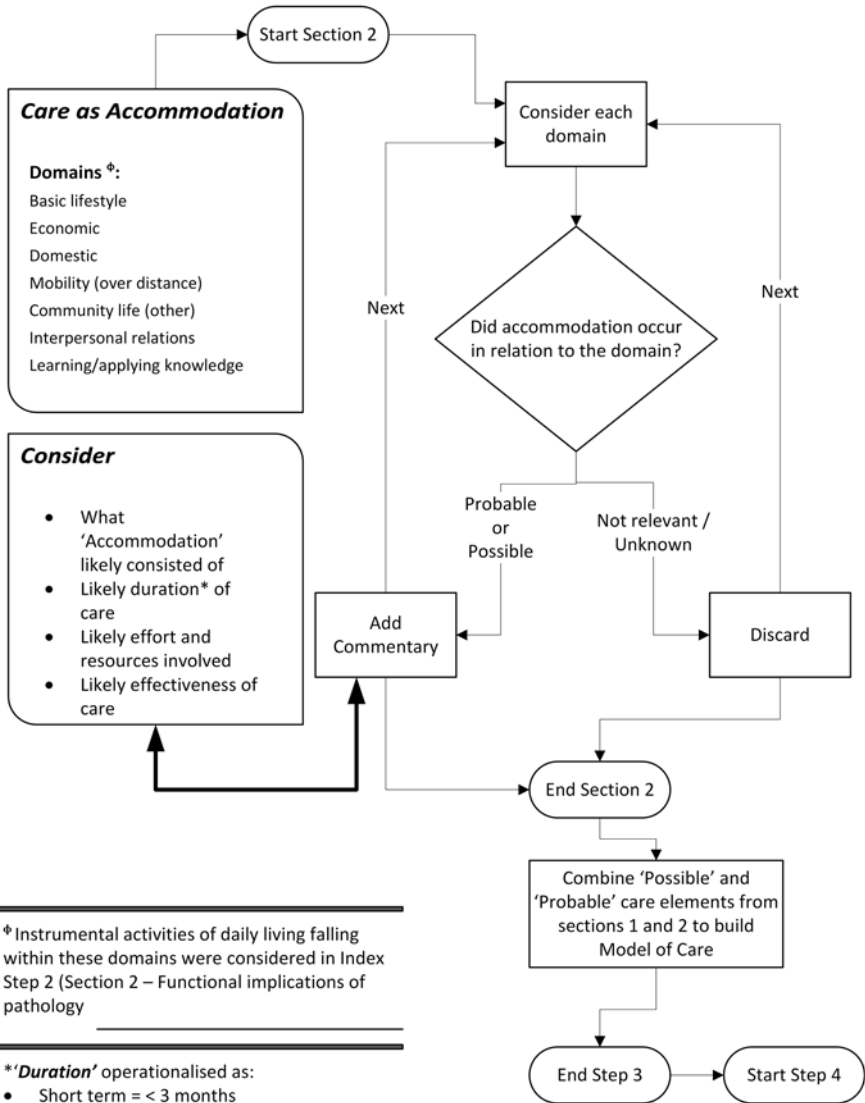 Start Section 2
Care as Accommodation
Domains ᶲ:
Basic lifestyle
Economic
Domestic
Mobility (over distance)
Community life (other)
Interpersonal relations
Learning/applying knowledge
Consider each
domain
Next
Next
Did accommodation occur
in relation to the domain?
Consider
• What
‘Accommodation’
likely consisted of
• Likely duration* of
care
• Likely effort and
resources involved
• Likely effectiveness of
care
Probable
or
Possible
Not relevant /
Unknown
Add
Commentary
Discard
End Section 2
Combine ‘Possible’ and
‘Probable’ care elements from
sections 1 and 2 to build
Model of Care
ᶲ Instrumental activities of daily living falling
within these domains were considered in Index
Step 2 (Section 2 – Functional implications of
pathology
*‘Duration’ operationalised as:
• Short term = < 3 months
End Step 3
Start Step 4